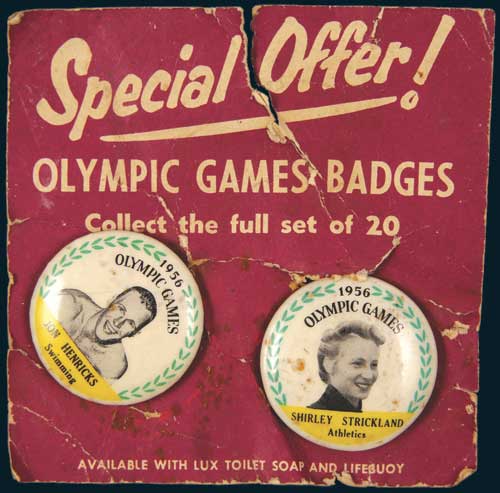 Special Offer!
OLYMPIC GAMES BADGES
Collect the full set of 20
1956
OLYMPIC GAMES
JON HENRICKS
Swimming
1956
OLYMPIC GAMES
SHIRLEY STRICKLAND
Athletics
AVAILABLE WITH LUX TOILET SOAP AND LIFEBUOY